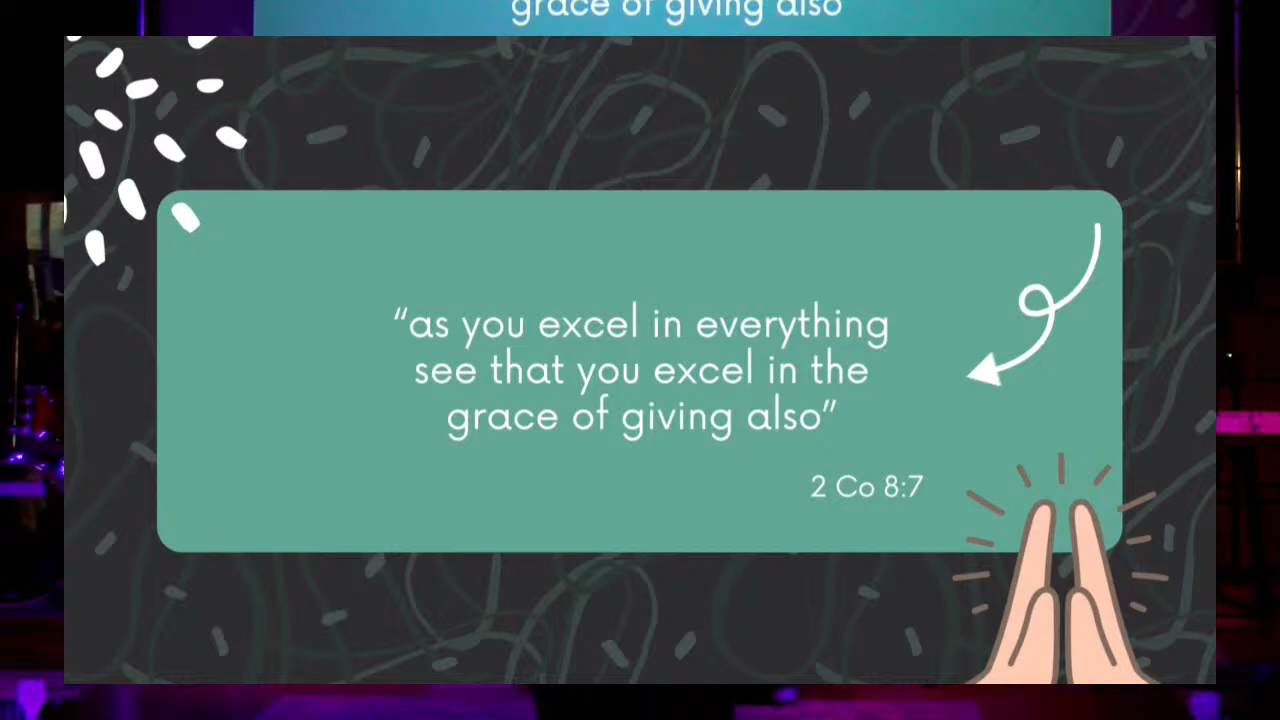 grace of giving also
“as you excel in everything
see that you excel in the
grace of giving also”
2 Co 8:7